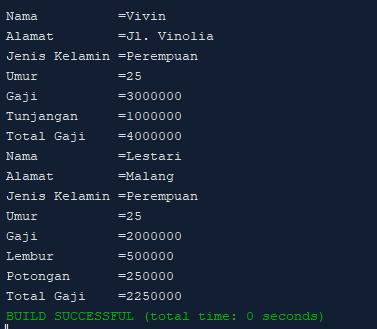 Nama          =Vivin
Alamat        =Jl. Vinolia
Jenis Kelamin =Perempuan
Umur          =25
Gaji          =3000000
Tunjangan     =1000000
Total Gaji    =4000000
Nama          =Lestari
Alamat        =Malang
Jenis Kelamin =Perempuan
Umur          =25
Gaji          =2000000
Lembur        =500000
Potongan      =250000
Total Gaji    =2250000
BUILD SUCCESSFUL (total time: 0 seconds)